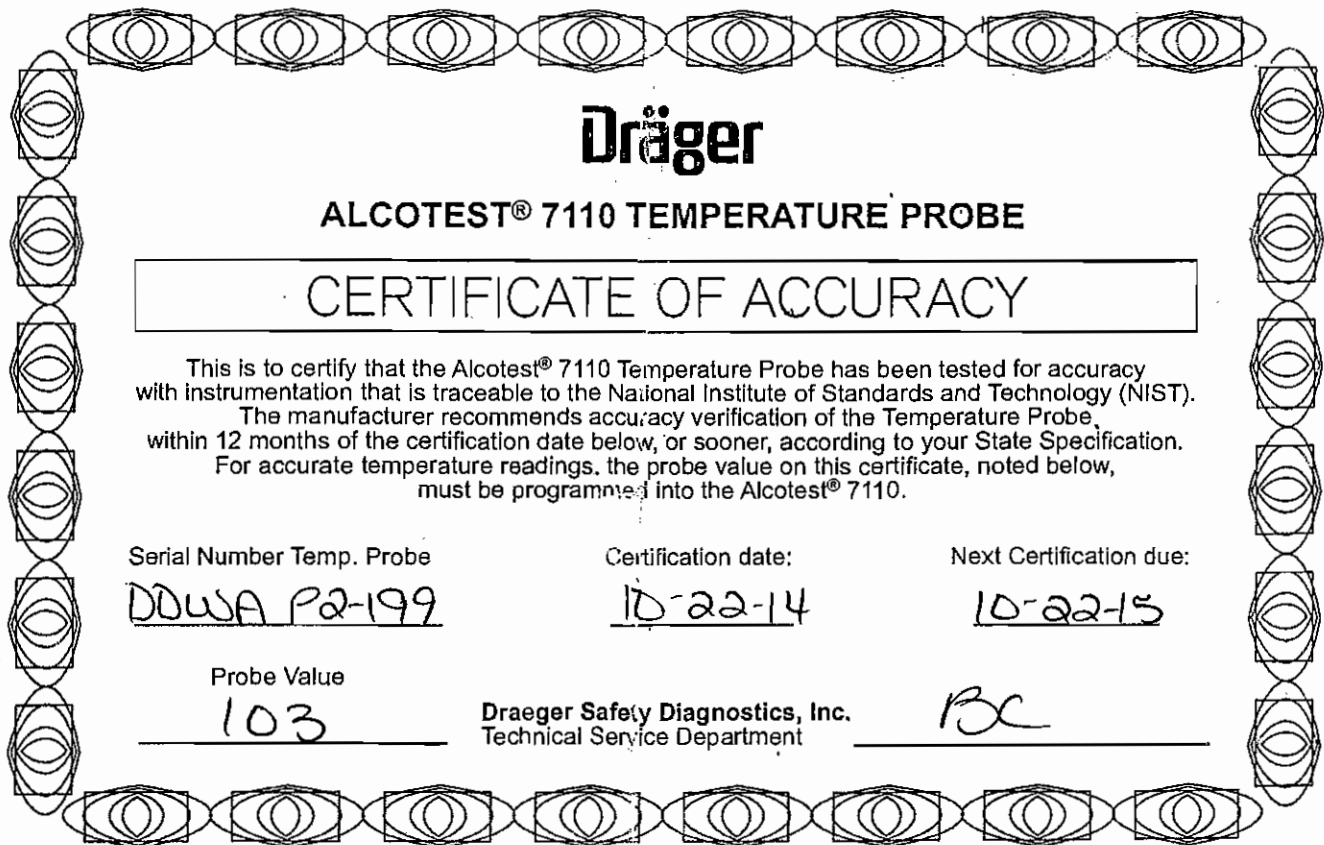 Dräger
ALCOTEST® 7110 TEMPERATURE PROBE
CERTIFICATE OF ACCURACY
This is to certify that the Alcotest® 7110 Temperature Probe has been tested for accuracy
with instrumentation that is traceable to the National Institute of Standards and Technology (NIST).
The manufacturer recommends accuracy verification of the Temperature Probe,
within 12 months of the certification date below, or sooner, according to your State Specification.
For accurate temperature readings, the probe value on this certificate, noted below,
must be programmed into the Alcotest® 7110.
Serial Number Temp. Probe Certification date: Next Certification due:
DDWA P2-199 10-22-14 10-22-15
Probe Value
103 Draeger Safety Diagnostics, Inc. BC
Technical Service Department